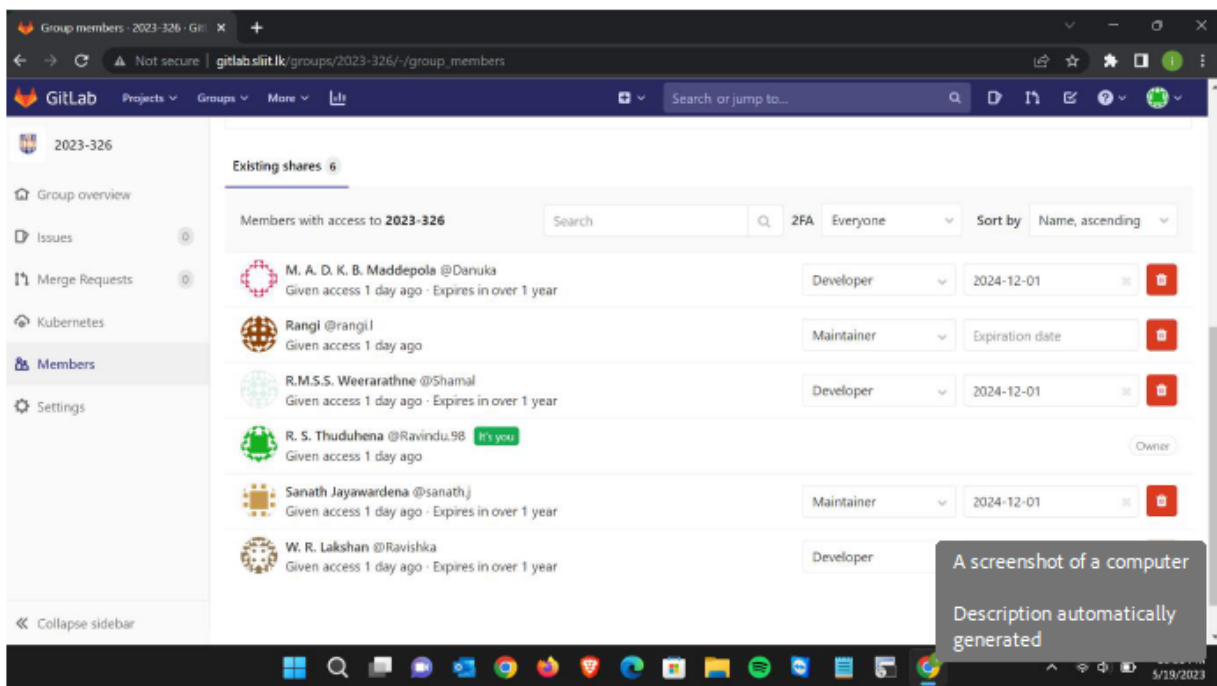 Group members · 2023-326 · Git
Not secure | gitlab.sliit.lk/groups/2023-326/-/group_members
GitLab Projects Groups More Search or jump to...
2023-326
Existing shares 6
Group overview
Members with access to 2023-326 Search 2FA Everyone Sort by Name, ascending
Issues 0
M. A. D. K. B. Maddepola @Danuka Developer 2024-12-01
Given access 1 day ago · Expires in over 1 year
Merge Requests 0
Kubernetes
Rangi @rangi.l Maintainer Expiration date
Given access 1 day ago
Members
R.M.S.S. Weerarathne @Shamal Developer 2024-12-01
Given access 1 day ago · Expires in over 1 year
Settings
R. S. Thuduhena @Ravindu.98 It's you Owner
Given access 1 day ago
Sanath Jayawardena @sanath.j Maintainer 2024-12-01
Given access 1 day ago · Expires in over 1 year
W. R. Lakshan @Ravishka Developer
Given access 1 day ago · Expires in over 1 year
A screenshot of a computer
Description automatically
generated
Collapse sidebar
5/19/2023